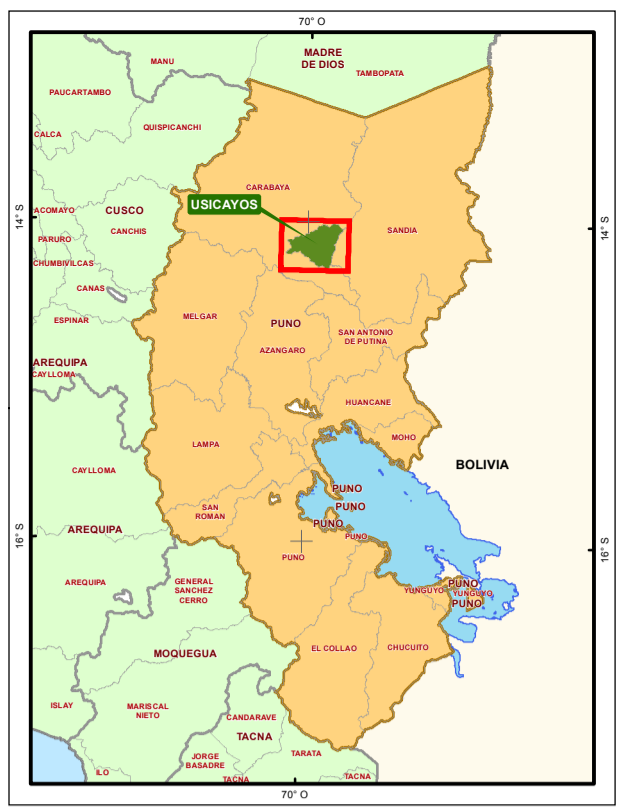 70° O
MADRE
DE DIOS
MANU
TAMBOPATA
PAUCARTAMBO
QUISPICANCHI
CALCA
CARABAYA
USICAYOS
ACOMAYO
CUSCO
14° S
14° S
CANCHIS
SANDIA
PARURO
CHUMBIVILCAS
CANAS
MELGAR
ESPINAR
PUNO
SAN ANTONIO
DE PUTINA
AZANGARO
AREQUIPA
CAYLLOMA
HUANCANE
MOHO
LAMPA
BOLIVIA
CAYLLOMA
PUNO
SAN
ROMAN
PUNO
PUNO
AREQUIPA
PUNO
16° S
16° S
PUNO
AREQUIPA
GENERAL
SANCHEZ
CERRO
PUNO
YUNGUYO
YUNGUYO
PUNO
MOQUEGUA
EL COLLAO
CHUCUITO
ISLAY
MARISCAL
NIETO
CANDARAVE
TACNA
JORGE
BASADRE
TARATA
ILO
TACNA
TACNA
70° O